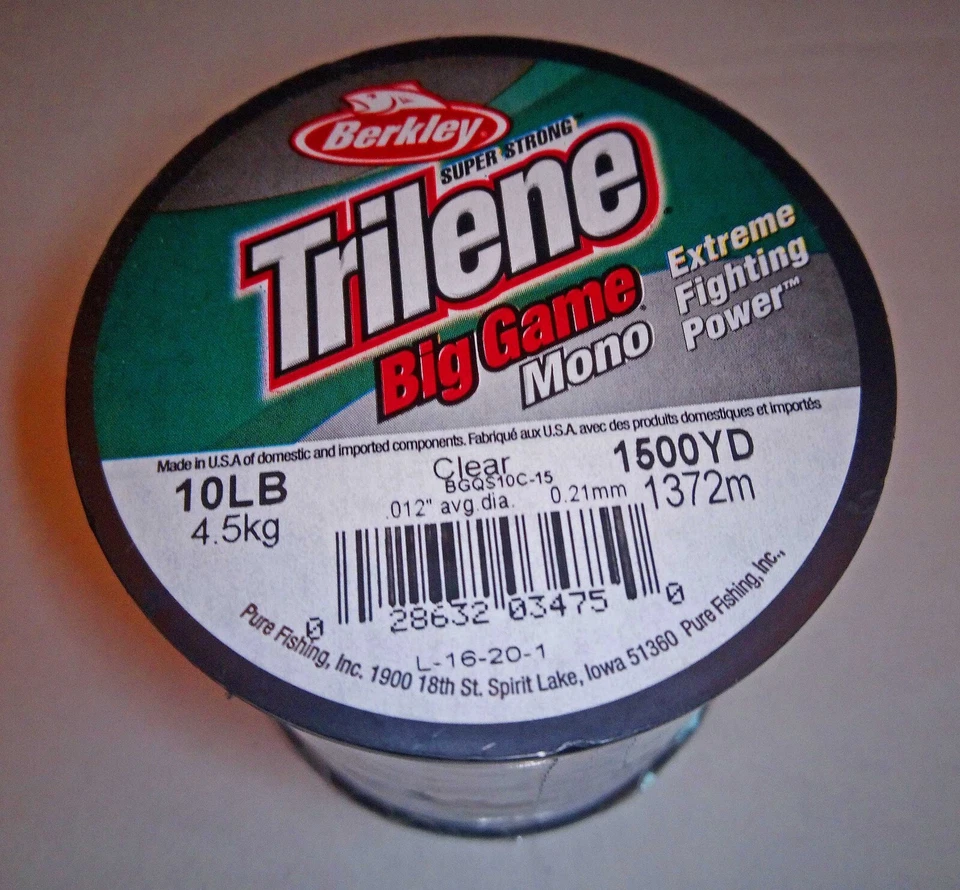 Berkley
SUPER STRONG
Trilene
Big Game
Mono
Extreme
Fighting
Power™
Made in U.S.A of domestic and imported components. Fabriqué aux U.S.A. avec des produits domestiques et importés
10LB
4.5kg
Clear
BGQS10C-15
.012" avg.dia. 0.21mm
1500YD
1372m
0 28632 03475 0
L-16-20-1
Pure Fishing, Inc. 1900 18th St. Spirit Lake, Iowa 51360 Pure Fishing, Inc.,